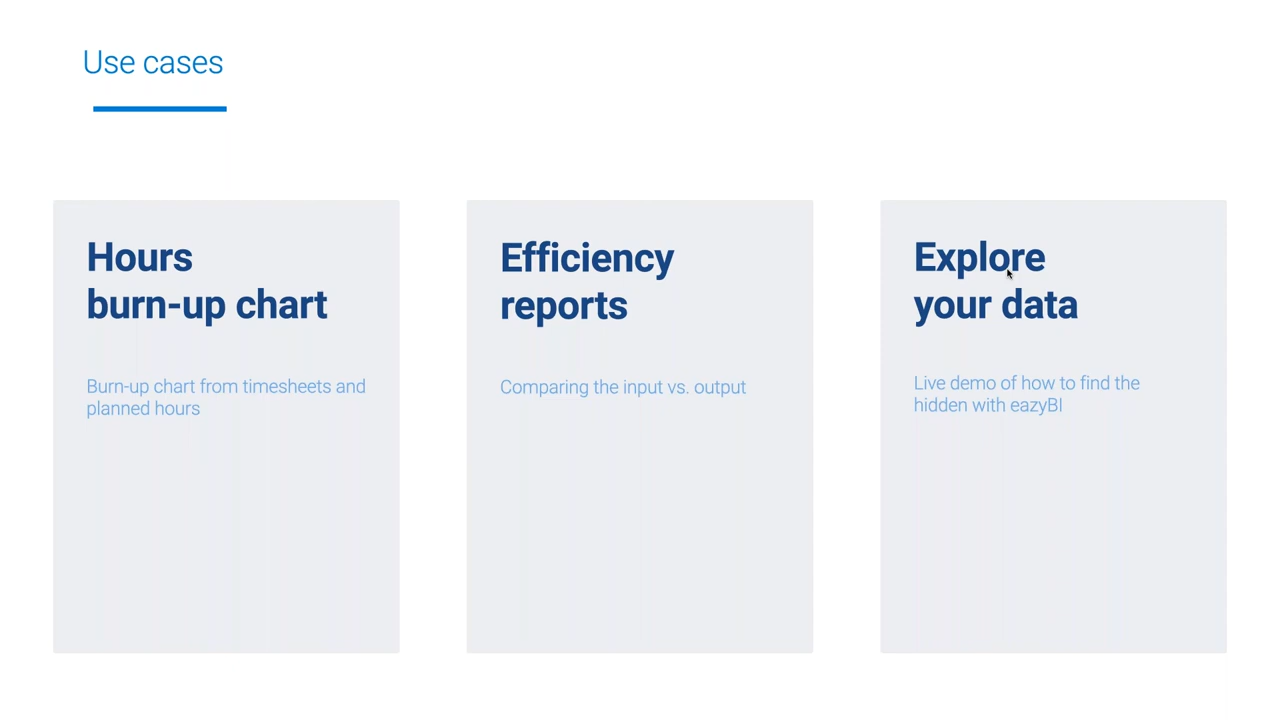 Use cases
Hours
burn-up chart
Burn-up chart from timesheets and
planned hours
Efficiency
reports
Comparing the input vs. output
Explore
your data
Live demo of how to find the
hidden with eazyBI